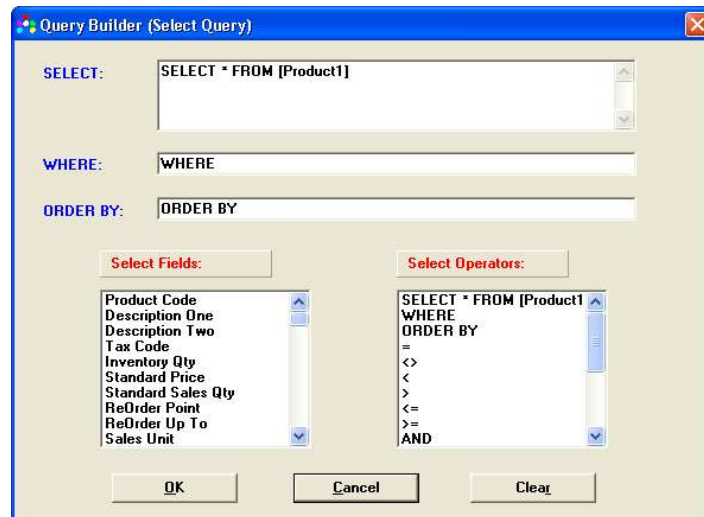 Query Builder (Select Query)
SELECT:
SELECT * FROM [Product1]
WHERE:
WHERE
ORDER BY:
ORDER BY
Select Fields:
Product Code
Description One
Description Two
Tax Code
Inventory Qty
Standard Price
Standard Sales Qty
ReOrder Point
ReOrder Up To
Sales Unit
Select Operators:
SELECT * FROM [Product1
WHERE
ORDER BY
=
<>
<
>
<=
>=
AND
OK
Cancel
Clear